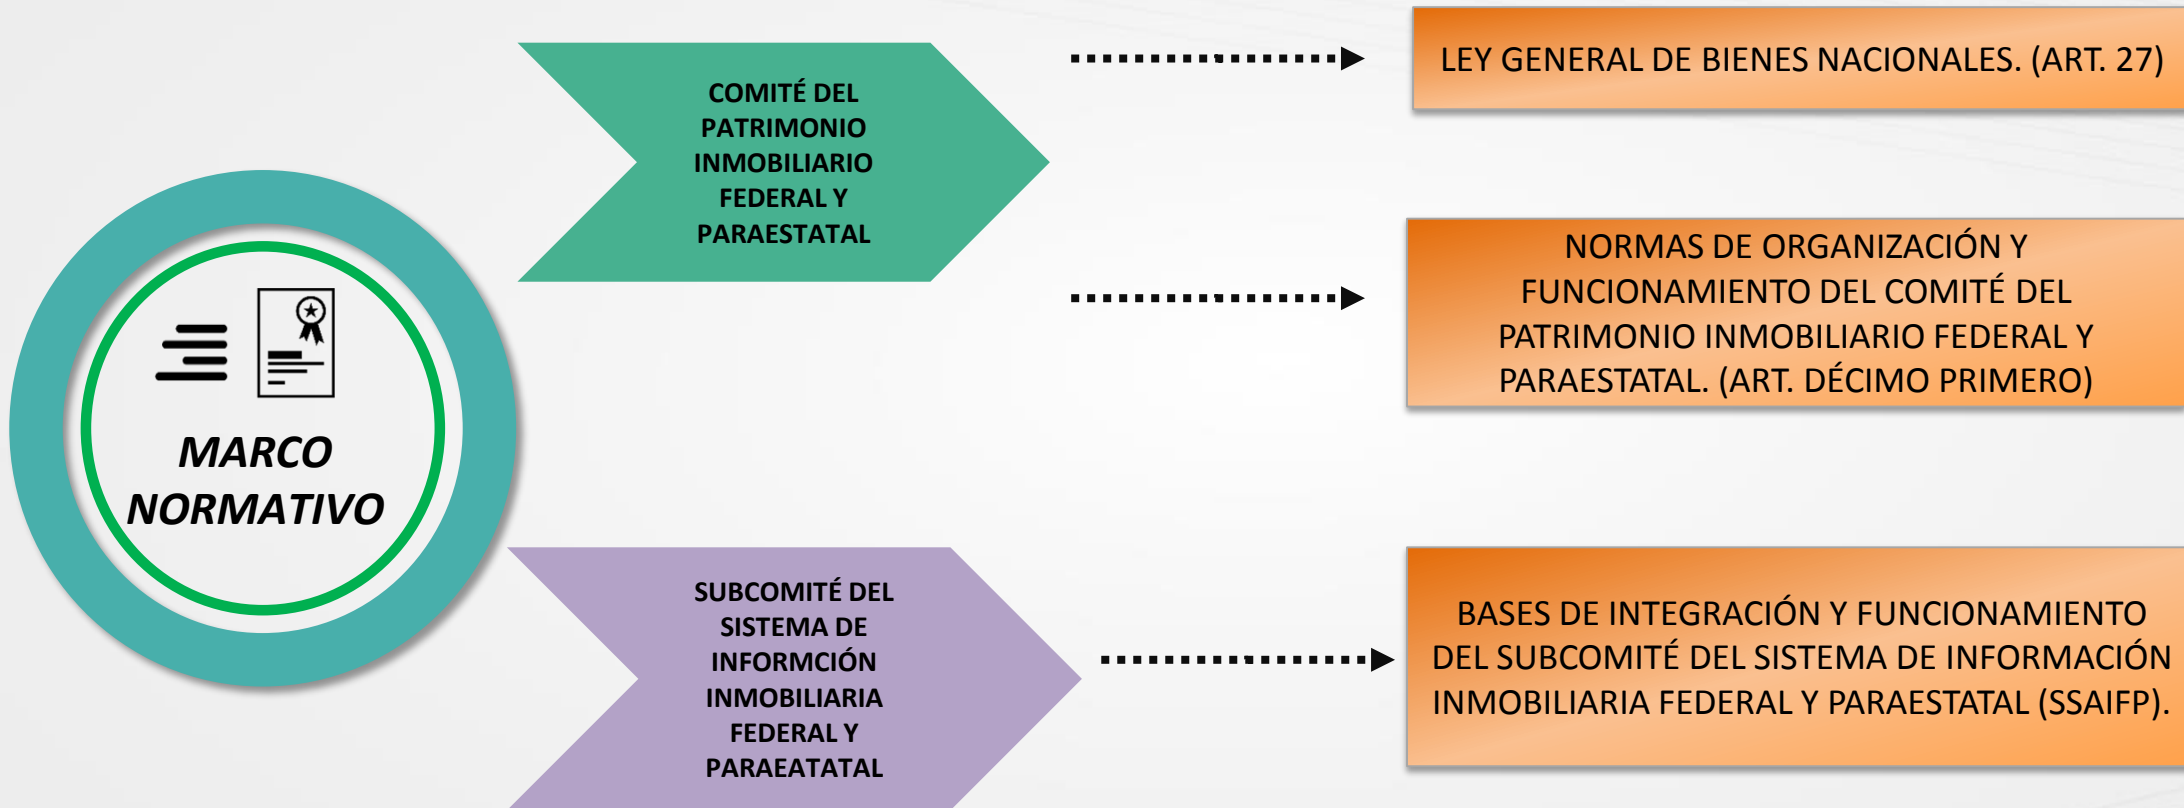 MARCO
NORMATIVO
COMITÉ DEL
PATRIMONIO
INMOBILIARIO
FEDERAL Y
PARAESTATAL
LEY GENERAL DE BIENES NACIONALES. (ART. 27)
NORMAS DE ORGANIZACIÓN Y
FUNCIONAMIENTO DEL COMITÉ DEL
PATRIMONIO INMOBILIARIO FEDERAL Y
PARAESTATAL. (ART. DÉCIMO PRIMERO)
SUBCOMITÉ DEL
SISTEMA DE
INFORMCIÓN
INMOBILIARIA
FEDERAL Y
PARAEATATAL
BASES DE INTEGRACIÓN Y FUNCIONAMIENTO
DEL SUBCOMITÉ DEL SISTEMA DE INFORMACIÓN
INMOBILIARIA FEDERAL Y PARAESTATAL (SSAIFP).